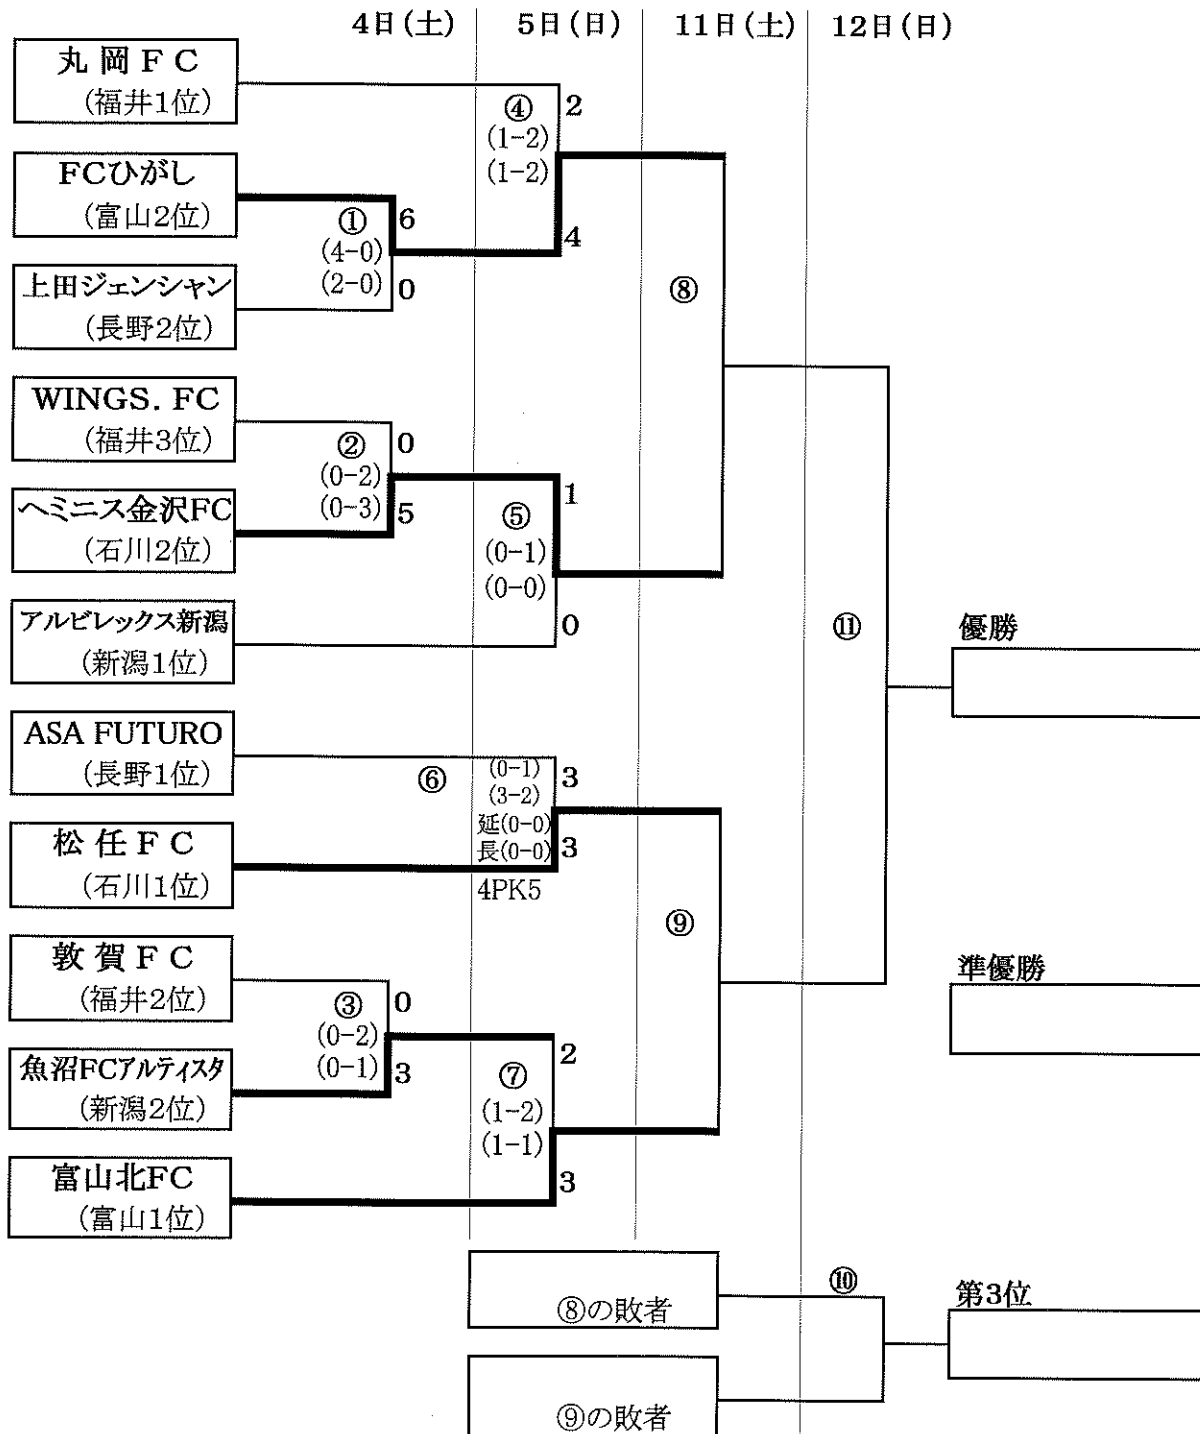 4日(土) 5日(日) 11日(土) 12日(日)
丸岡FC
(福井1位)
④
2
(1-2)
(1-2)
4
FCひがし
(富山2位)
①
6
(4-0)
(2-0)
0
上田ジェンシャン
(長野2位)
⑧
WINGS. FC
(福井3位)
②
0
(0-2)
(0-3)
5
ヘミニス金沢FC
(石川2位)
1
⑤
(0-1)
(0-0)
0
アルビレックス新潟
(新潟1位)
⑪
優勝
ASA FUTURO
(長野1位)
⑥
(0-1)
3
(3-2)
延(0-0)
長(0-0)
3
4PK5
松任FC
(石川1位)
⑨
敦賀FC
(福井2位)
③
0
(0-2)
(0-1)
3
準優勝
魚沼FCアルティスタ
(新潟2位)
2
⑦
(1-2)
(1-1)
3
富山北FC
(富山1位)
⑧の敗者
⑩
第3位
⑨の敗者